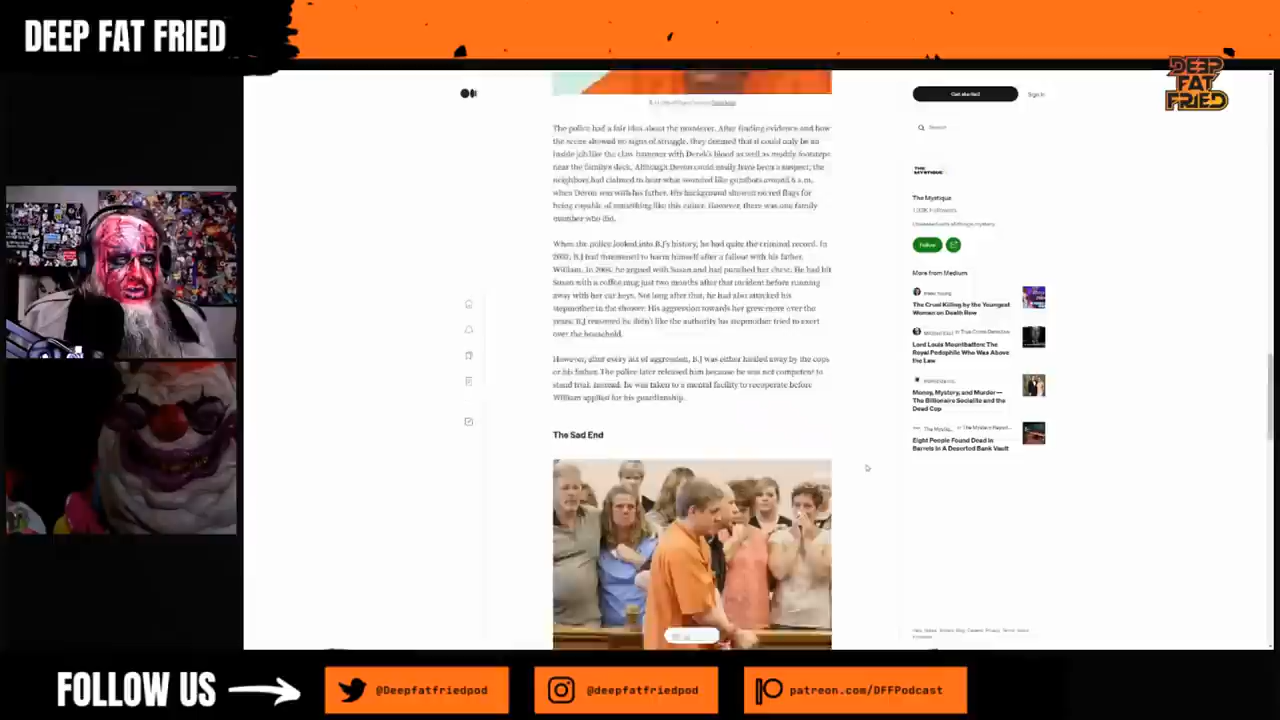 DEEP FAT FRIED
DEEP
FAT
FRIED
Get started
Sign In
Search
The police had a fair idea about the murderer. After finding evidence and how
the scene showed no signs of struggle, they deemed that it could only be an
inside job like the claw hammer with Derek's blood as well as muddy footsteps
near the family's deck. Although Deron could easily have been a suspect, the
neighbors had claimed to hear what sounded like gunshots around 6 a.m.
when Deron was with his father. His background showed no red flags for
being capable of something like this either. However, there was one family
member who did.
When the police looked into BJ's history, he had quite the criminal record. In
2002, BJ had threatened to harm himself after a fallout with his father,
William. In 2004, he argued with Susan and had punched her chest. He had hit
Susan with a coffee mug just two months after that incident before running
away with her car keys. Not long after that, he had also attacked his
stepmother in the shower. His aggression towards her grew more over the
years. BJ reasoned he didn't like the authority his stepmother tried to exert
over the household.
However, after every act of aggression, BJ was either hauled away by the cops
or his father. The police later released him because he was not competent to
stand trial. Instead, he was taken to a mental facility to recuperate before
William applied for his guardianship.
The Sad End
THE
MYSTIQUE
The Mystique
Followers
Follow
More from Medium
The Cruel Killing by the Youngest
Woman on Death Row
in True Crime Detective
Lord Louis Mountbatten: The
Royal Pedophile Who Was Above
the Law
Money, Mystery, and Murder —
The Billionaire Socialite and the
Dead Cop
Eight People Found Dead in
Barrels in A Deserted Bank Vault
FOLLOW US
@Deepfatfriedpod
@deepfatfriedpod
patreon.com/DFFPodcast